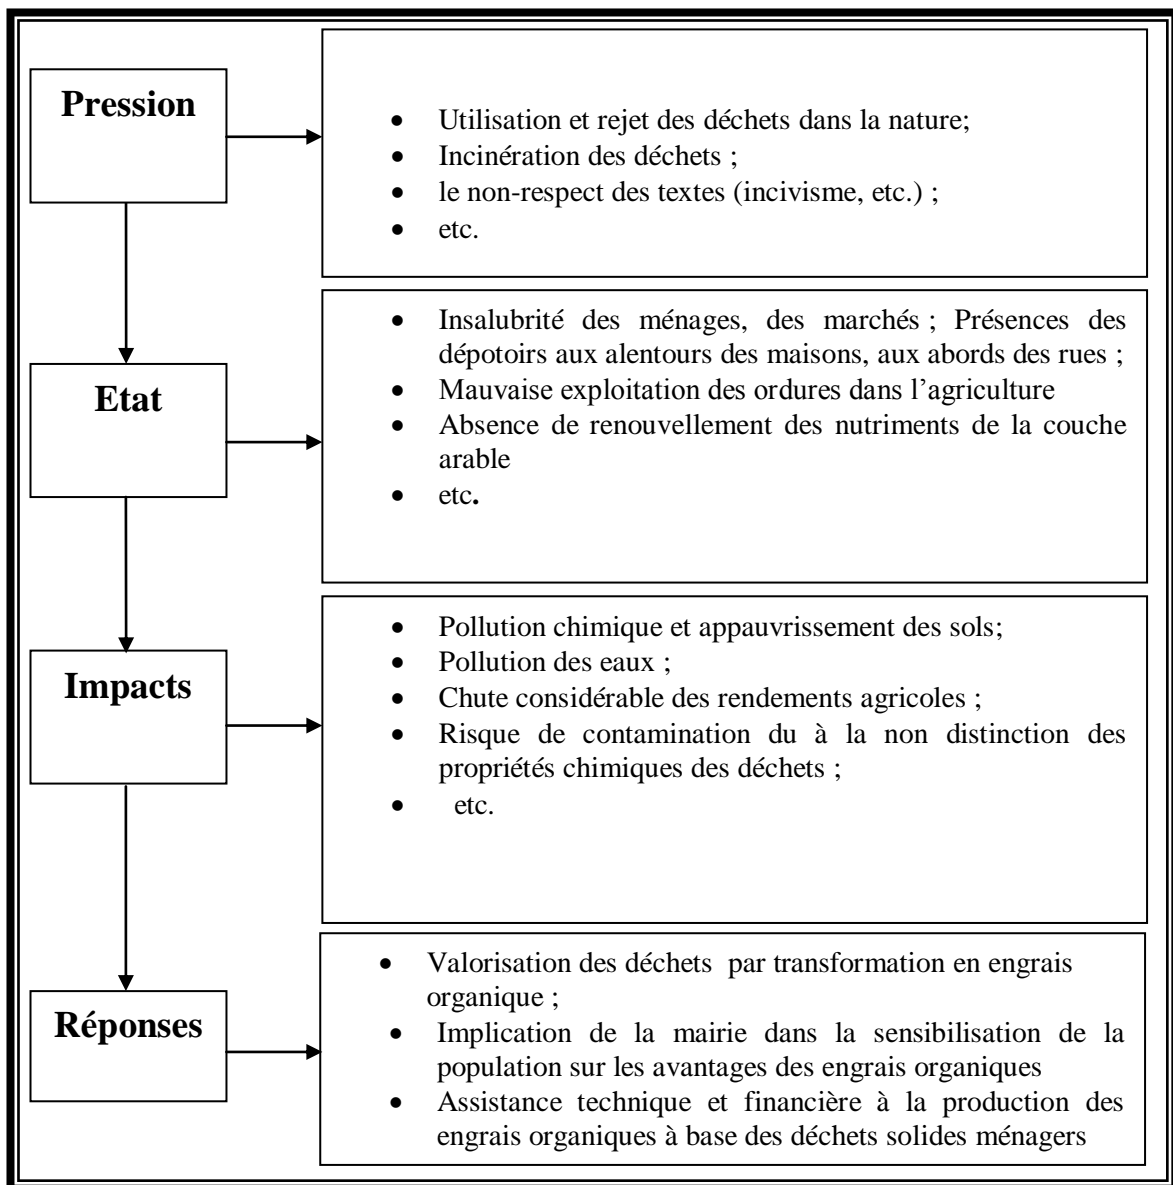 Pression
• Utilisation et rejet des déchets dans la nature;
• Incinération des déchets ;
• le non-respect des textes (incivisme, etc.) ;
• etc.
Etat
• Insalubrité des ménages, des marchés ; Présences des
dépotoirs aux alentours des maisons, aux abords des rues ;
• Mauvaise exploitation des ordures dans l’agriculture
• Absence de renouvellement des nutriments de la couche
arable
• etc.
Impacts
• Pollution chimique et appauvrissement des sols;
• Pollution des eaux ;
• Chute considérable des rendements agricoles ;
• Risque de contamination du à la non distinction des
propriétés chimiques des déchets ;
• etc.
Réponses
• Valorisation des déchets par transformation en engrais
organique ;
• Implication de la mairie dans la sensibilisation de la
population sur les avantages des engrais organiques
• Assistance technique et financière à la production des
engrais organiques à base des déchets solides ménagers